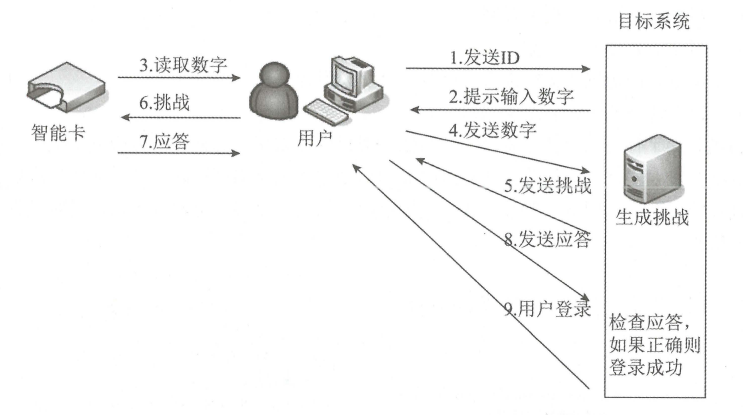 目标系统
3.读取数字
1.发送ID
6.挑战
2.提示输入数字
智能卡
用户
4.发送数字
7.应答
5.发送挑战
生成挑战
8.发送应答
9.用户登录
检查应答，
如果正确则
登录成功